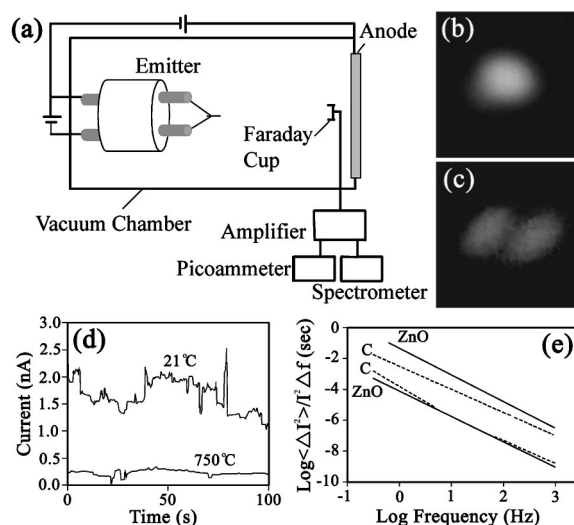 (a)
Anode
Emitter
Faraday
Cup
Vacuum Chamber
Amplifier
Picoammeter
Spectrometer
(b)
(c)
(d)
Current (nA)
3.0
2.5
2.0
1.5
1.0
0.5
0
21℃
750℃
0
50
100
Time (s)
(e)
Log<ΔI²>/I²Δf (sec)
0
-2
-4
-6
-8
-10
ZnO
C
C
ZnO
-1
0
1
2
3
Log Frequency (Hz)